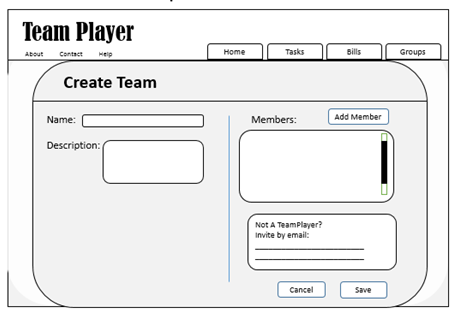 Team Player
About Contact Help
Home Tasks Bills Groups
Create Team
Name:
Description:
Members: Add Member
Not A TeamPlayer?
Invite by email:
Cancel Save